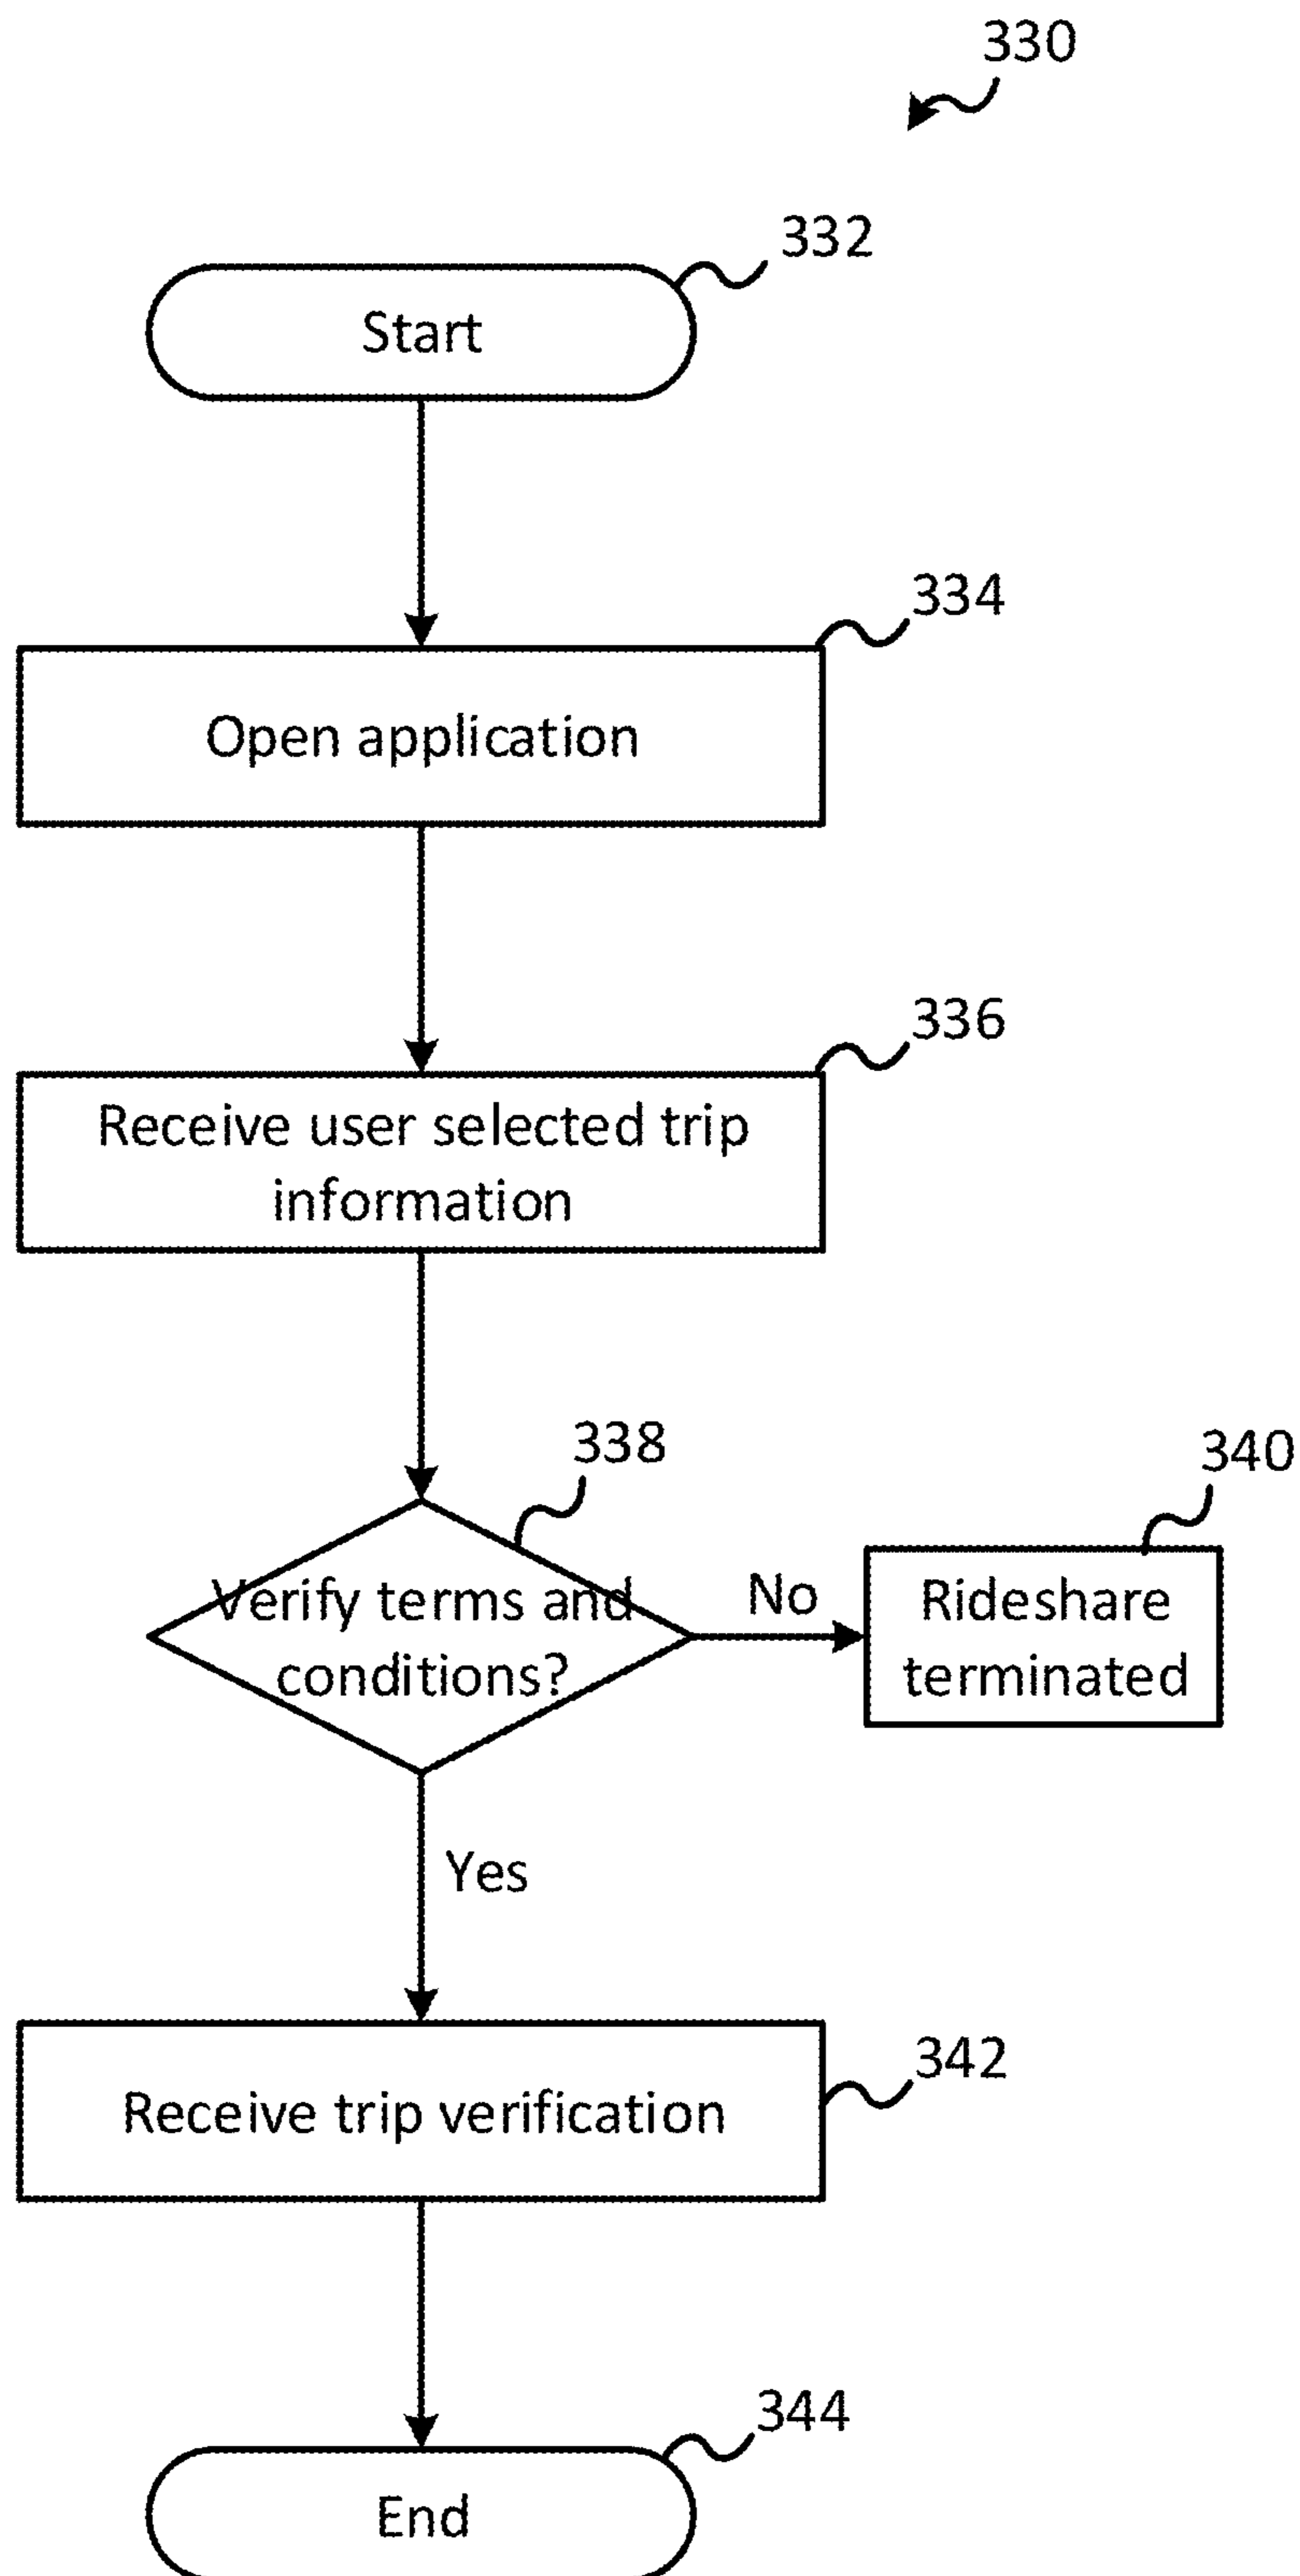 330
332
Start
334
Open application
336
Receive user selected trip
information
338
Verify terms and
conditions?
No
340
Rideshare
terminated
Yes
342
Receive trip verification
344
End